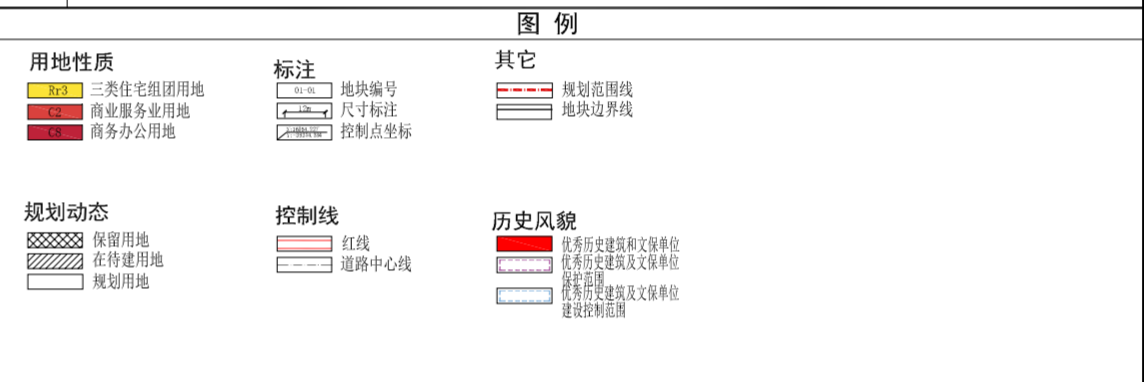 图 例
用地性质
Rr3 三类住宅组团用地
C2 商业服务业用地
C8 商务办公用地
标注
01-01 地块编号
12m 尺寸标注
控制点坐标
其它
规划范围线
地块边界线
规划动态
保留用地
在待建用地
规划用地
控制线
红线
道路中心线
历史风貌
优秀历史建筑和文保单位
优秀历史建筑及文保单位
保护范围
优秀历史建筑及文保单位
建设控制范围